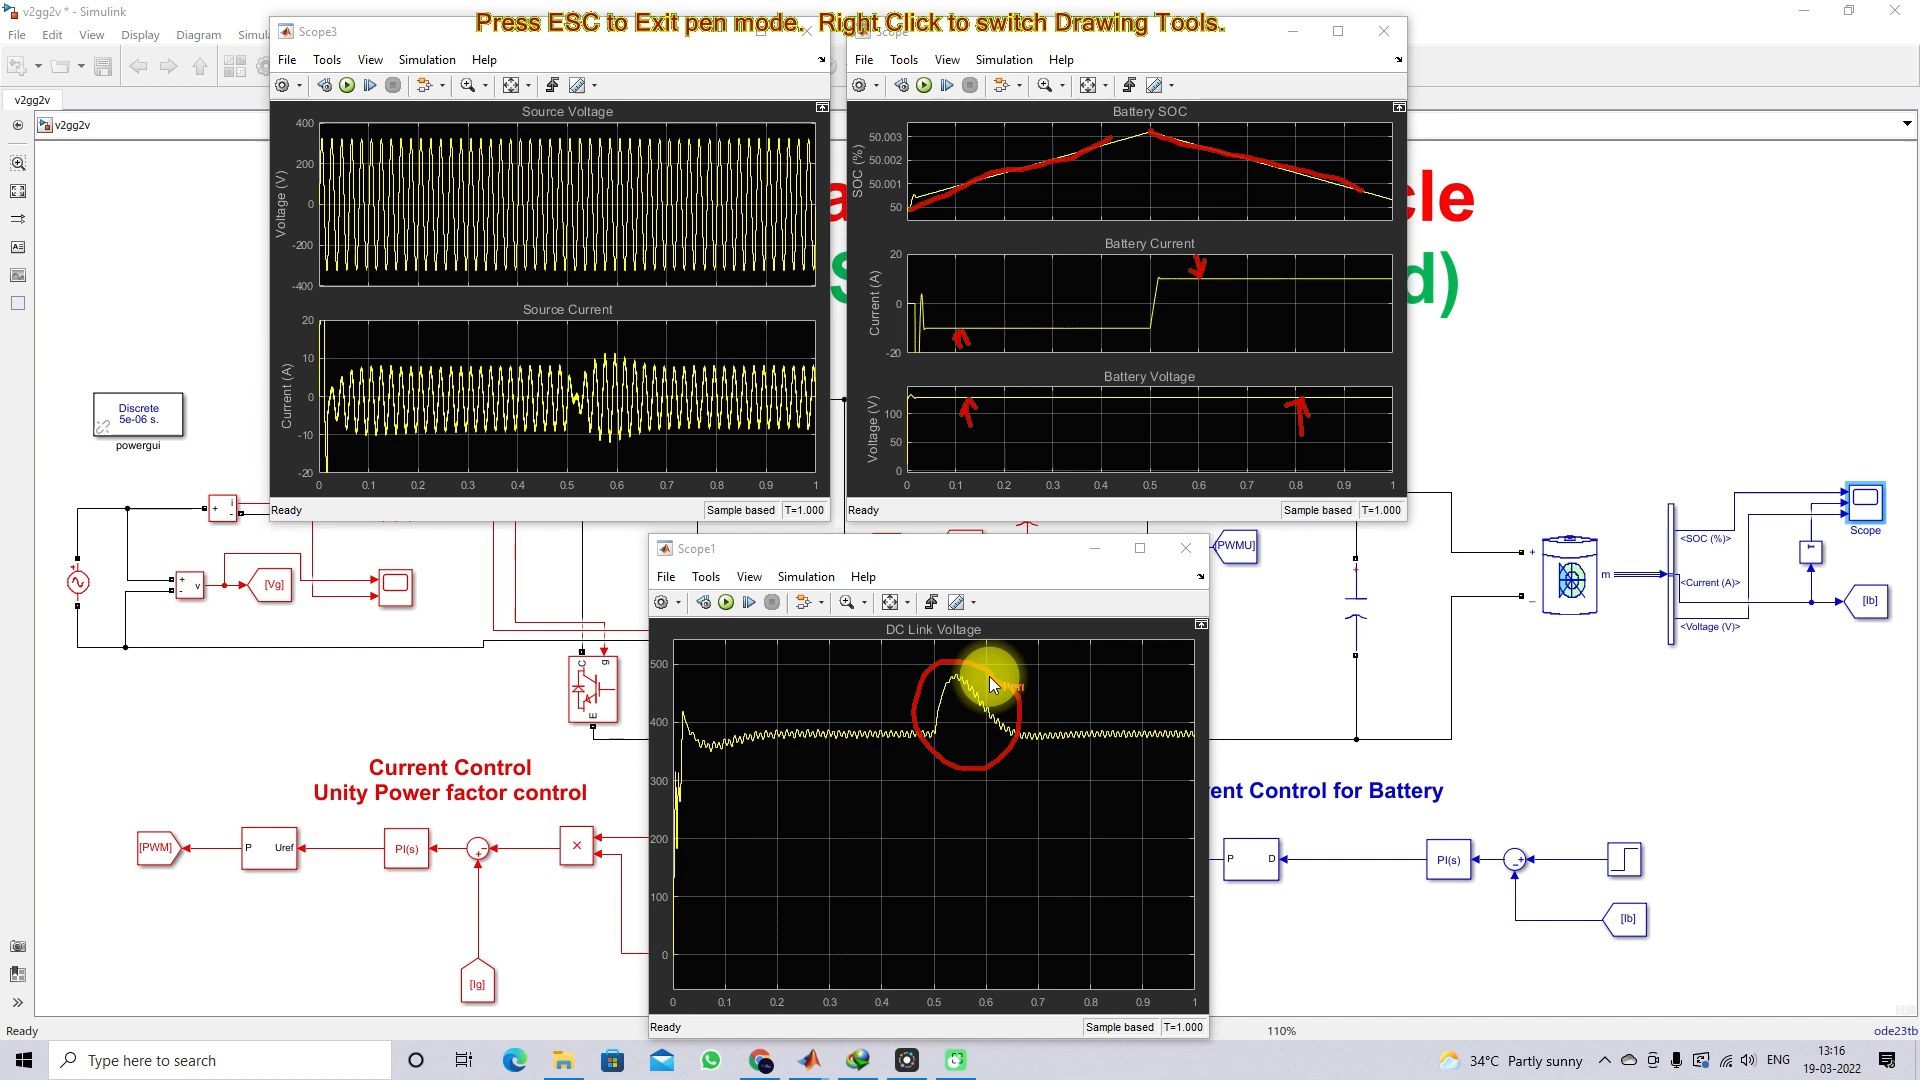 Press ESC to Exit pen mode. Right Click to switch Drawing Tools.
v2gg2v * - Simulink
File Edit View Display Diagram
v2gg2v
v2gg2v
Scope3
File Tools View Simulation Help
Source Voltage
400
200
0
-200
-400
Voltage (V)
Source Current
20
10
0
-10
-20
Current (A)
0 0.1 0.2 0.3 0.4 0.5 0.6 0.7 0.8 0.9 1
Ready Sample based T=1.000
Scope
File Tools View Simulation Help
Battery SOC
50.003
50.002
50.001
50
SOC (%)
Battery Current
20
0
-20
Current (A)
Battery Voltage
100
50
0
Voltage (V)
0 0.1 0.2 0.3 0.4 0.5 0.6 0.7 0.8 0.9 1
Ready Sample based T=1.000
cle
d)
Discrete
5e-06 s.
powergui
i
v
[Vg]
C
g
E
Scope1
File Tools View Simulation Help
DC Link Voltage
500
400
300
200
100
0
0 0.1 0.2 0.3 0.4 0.5 0.6 0.7 0.8 0.9 1
Pen
Ready Sample based T=1.000
[PWMU]
m
<SOC (%)>
<Current (A)>
<Voltage (V)>
Scope
[Ib]
Current Control
Unity Power factor control
[PWM]
P Uref
PI(s)
×
[Ig]
ent Control for Battery
P D
PI(s)
[Ib]
Ready
110%
ode23tb
Type here to search
34°C Partly sunny
ENG
13:16
19-03-2022